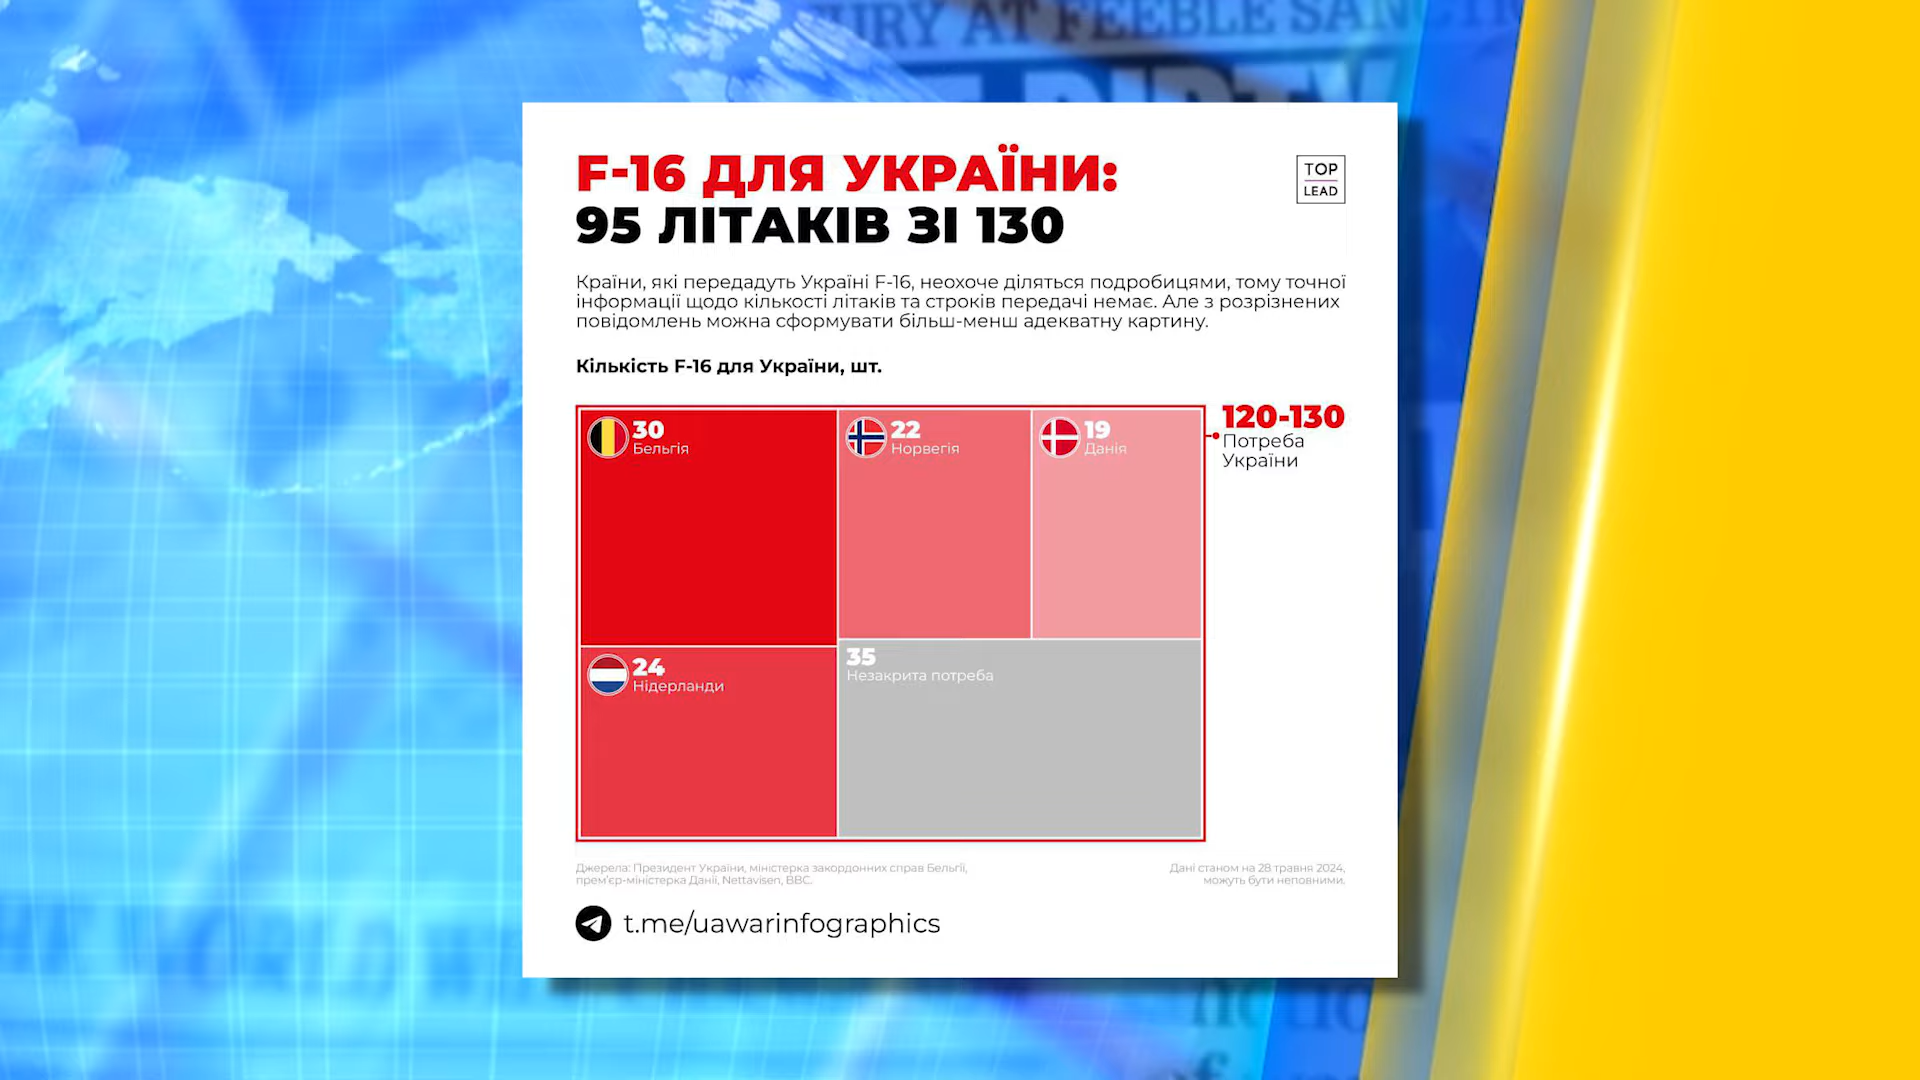 URY AT FEEBLE SANCTI
F-16 ДЛЯ УКРАЇНИ:
95 ЛІТАКІВ ЗІ 130
TOP
LEAD
Країни, які передадуть Україні F-16, неохоче діляться подробицями, тому точної
інформації щодо кількості літаків та строків передачі немає. Але з розрізнених
повідомлень можна сформувати більш-менш адекватну картину.
Кількість F-16 для України, шт.
30
Бельгія
22
Норвегія
19
Данія
120-130
Потреба
України
24
Нідерланди
35
Незакрита потреба
Джерела: Президент України, міністерка закордонних справ Бельгії,
прем'єр-міністерка Данії, Nettavisen, BBC.
Дані станом на 28 травня 2024,
можуть бути неповними.
t.me/uawarinfographics